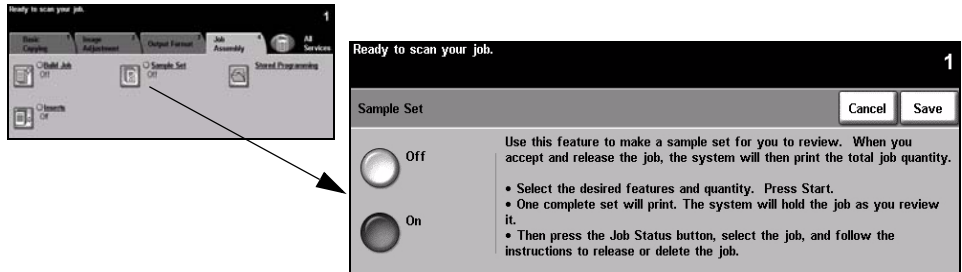 Ready to scan your job.
1
Basic
Copying
Image
Adjustment
Output Format
Job
Assembly
All
Services
Build Job
Off
Sample Set
Off
Stored Programming
Inserts
Off
Ready to scan your job.
1
Sample Set
Cancel
Save
Off
On
Use this feature to make a sample set for you to review. When you
accept and release the job, the system will then print the total job quantity.
• Select the desired features and quantity. Press Start.
• One complete set will print. The system will hold the job as you review
it.
• Then press the Job Status button, select the job, and follow the
instructions to release or delete the job.